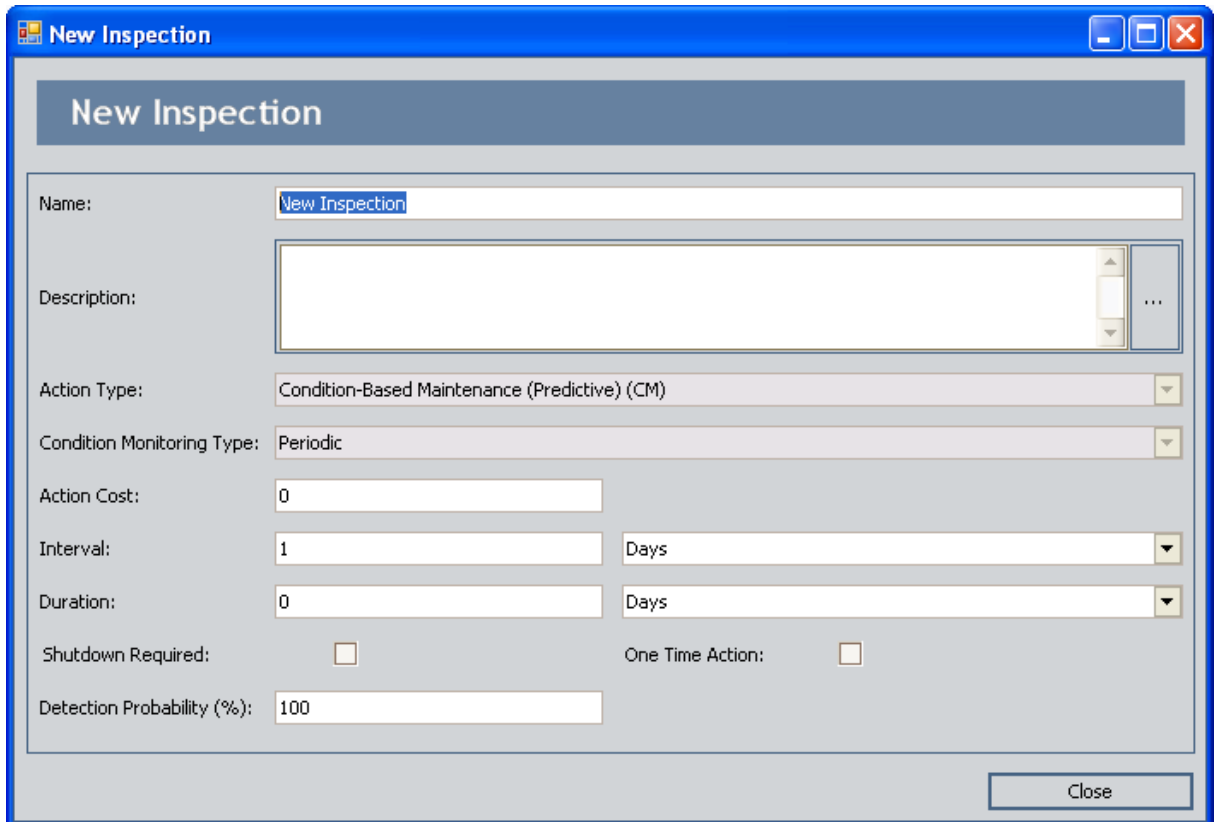 New Inspection
New Inspection
Name: New Inspection
Description: ...
Action Type: Condition-Based Maintenance (Predictive) (CM)
Condition Monitoring Type: Periodic
Action Cost: 0
Interval: 1 Days
Duration: 0 Days
Shutdown Required: One Time Action:
Detection Probability (%): 100
Close